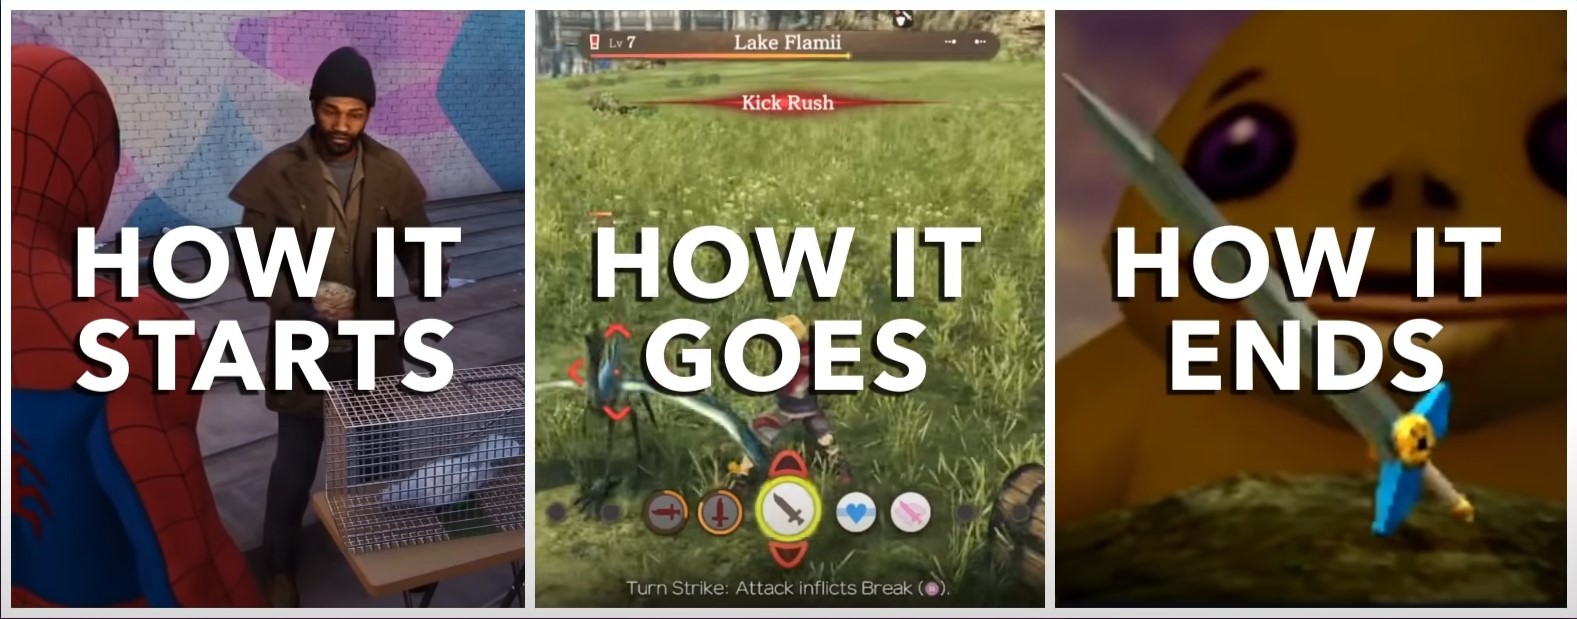 HOW IT
STARTS
Lv 7 Lake Flamii
Kick Rush
HOW IT
GOES
Turn Strike: Attack inflicts Break ( ).
HOW IT
ENDS